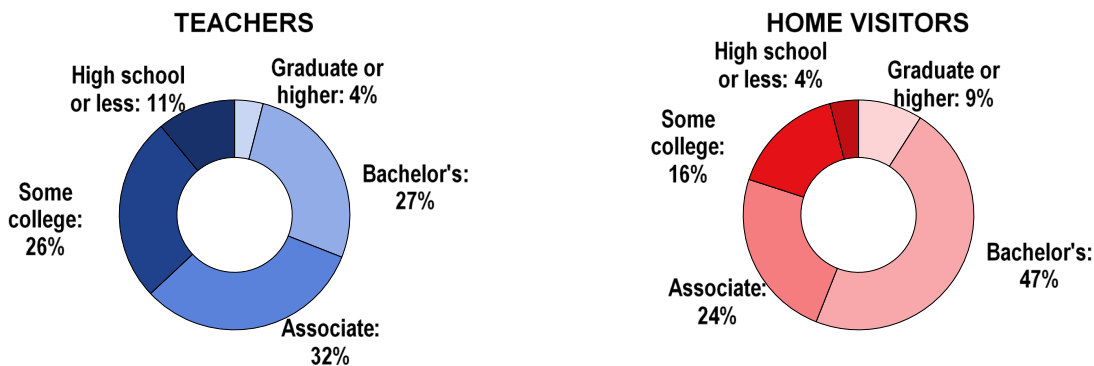 TEACHERS
High school
or less: 11%
Graduate or
higher: 4%
Bachelor's:
27%
Some
college:
26%
Associate:
32%
HOME VISITORS
High school
or less: 4%
Graduate or
higher: 9%
Some
college:
16%
Bachelor's:
47%
Associate:
24%